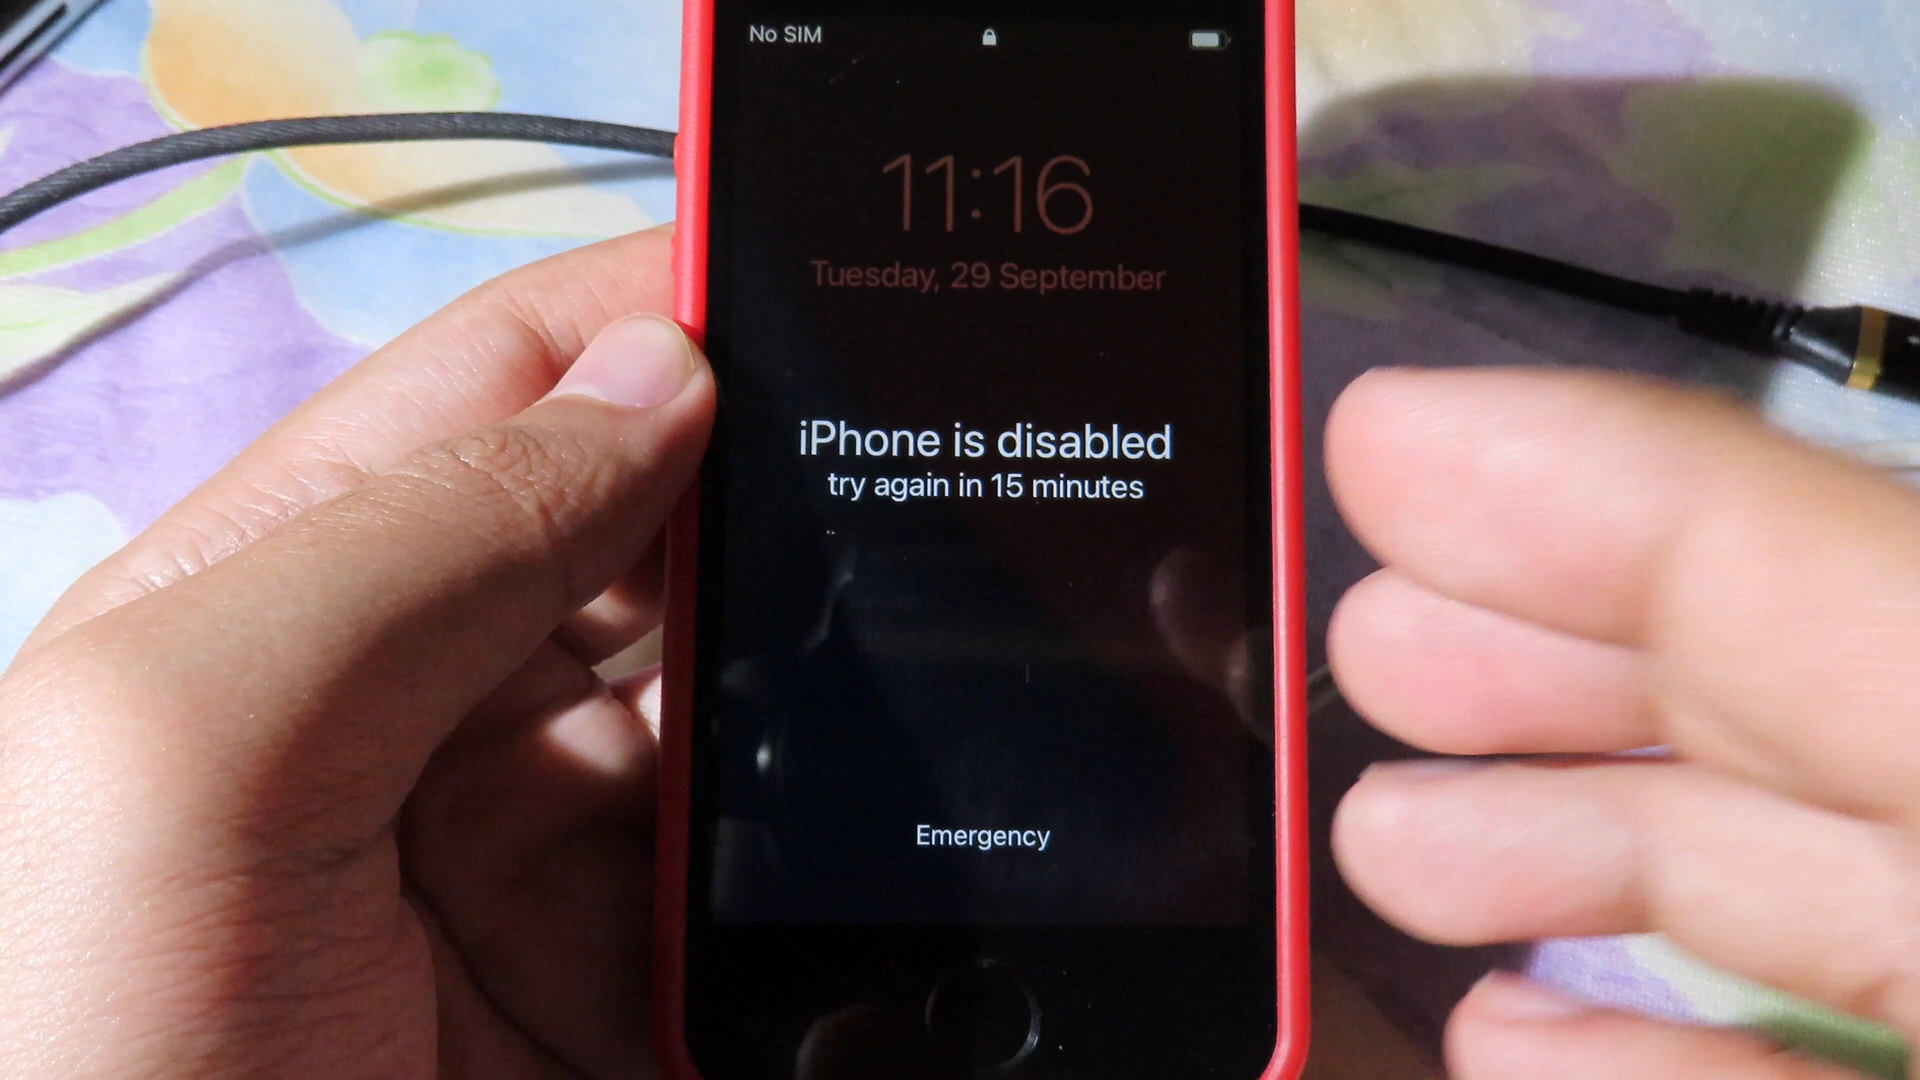 No SIM
11:16
Tuesday, 29 September
iPhone is disabled
try again in 15 minutes
Emergency